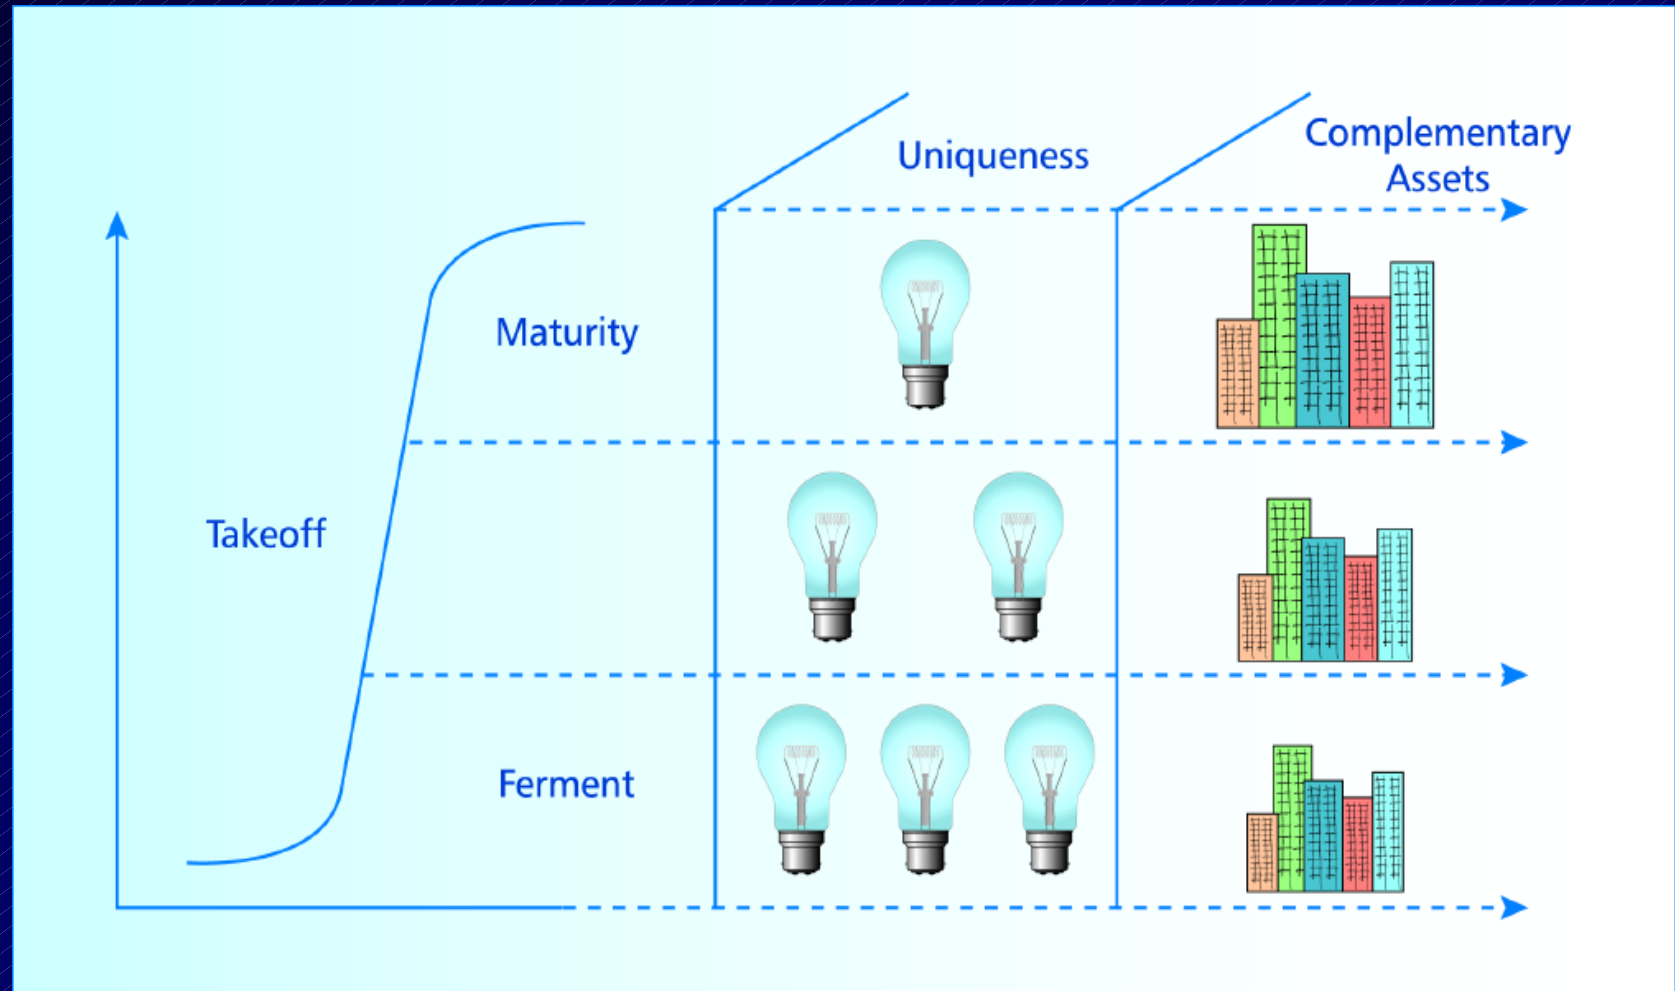 Complementary
Assets
Uniqueness
Maturity
Takeoff
Ferment